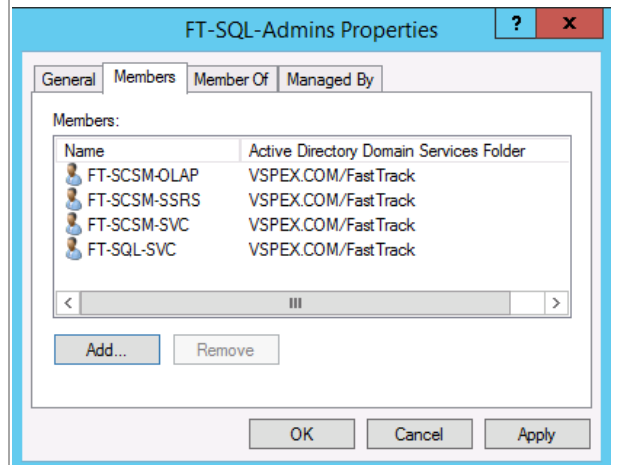 FT-SQL-Admins Properties ? x
General Members Member Of Managed By
Members:
Name Active Directory Domain Services Folder
FT-SCSM-OLAP VSPEX.COM/FastTrack
FT-SCSM-SSRS VSPEX.COM/FastTrack
FT-SCSM-SVC VSPEX.COM/FastTrack
FT-SQL-SVC VSPEX.COM/FastTrack
Add... Remove
OK Cancel Apply